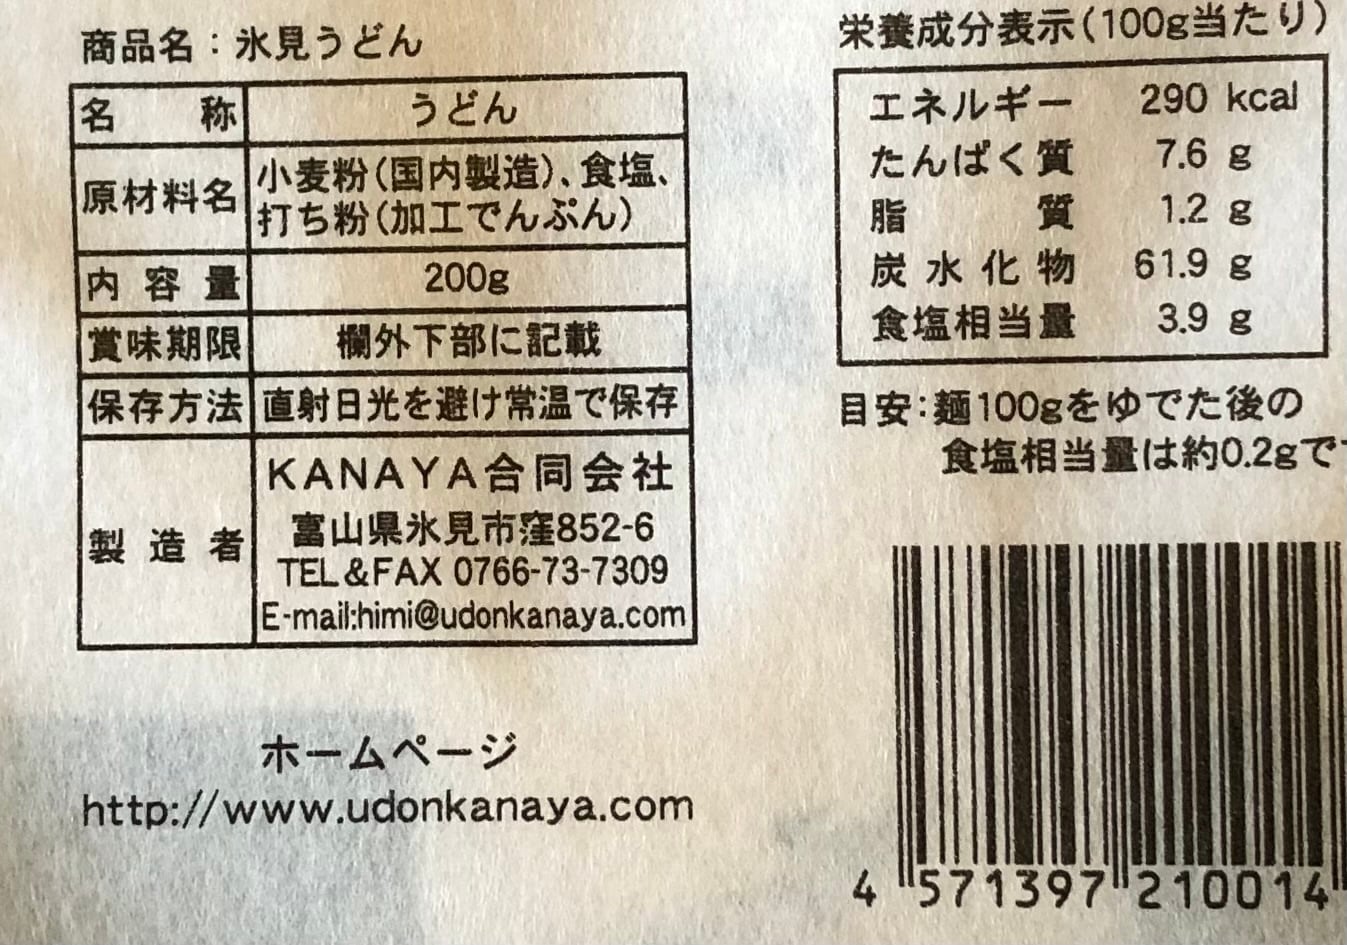 商品名：氷見うどん
名　　称 うどん
原材料名 小麦粉(国内製造)、食塩、
打ち粉(加工でんぷん)
内 容 量 200g
賞味期限 欄外下部に記載
保存方法 直射日光を避け常温で保存
製 造 者 KANAYA合同会社
富山県氷見市窪852-6
TEL&FAX 0766-73-7309
E-mail:himi@udonkanaya.com
ホームページ
http://www.udonkanaya.com
栄養成分表示(100g当たり)
エネルギー 290 kcal
たんぱく質 7.6 g
脂　　質 1.2 g
炭水化物 61.9 g
食塩相当量 3.9 g
目安:麺100gをゆでた後の
食塩相当量は約0.2gで
4 571397 210014